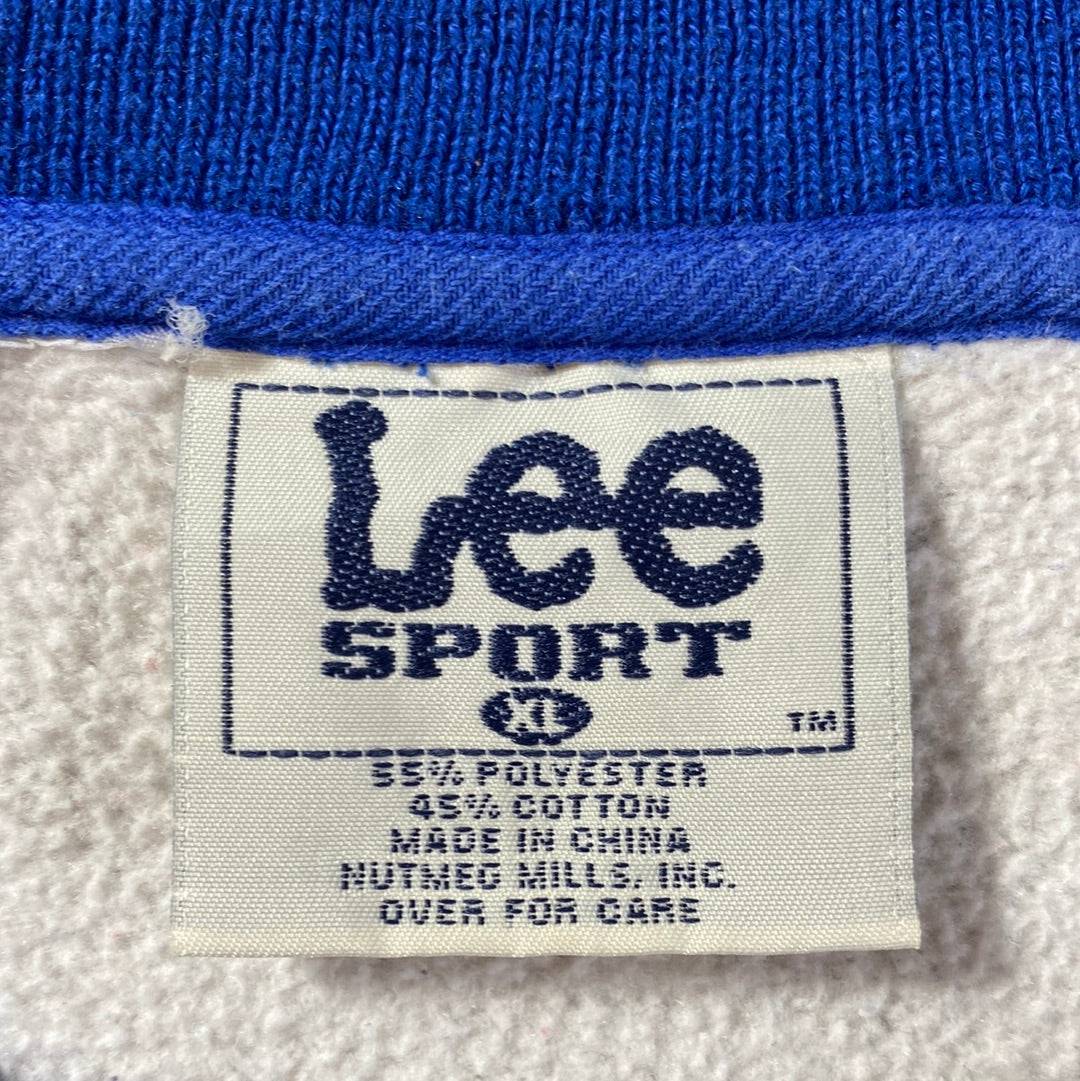 Lee
SPORT
XL
TM
55% POLYESTER
45% COTTON
MADE IN CHINA
NUTMEG MILLS, INC.
OVER FOR CARE